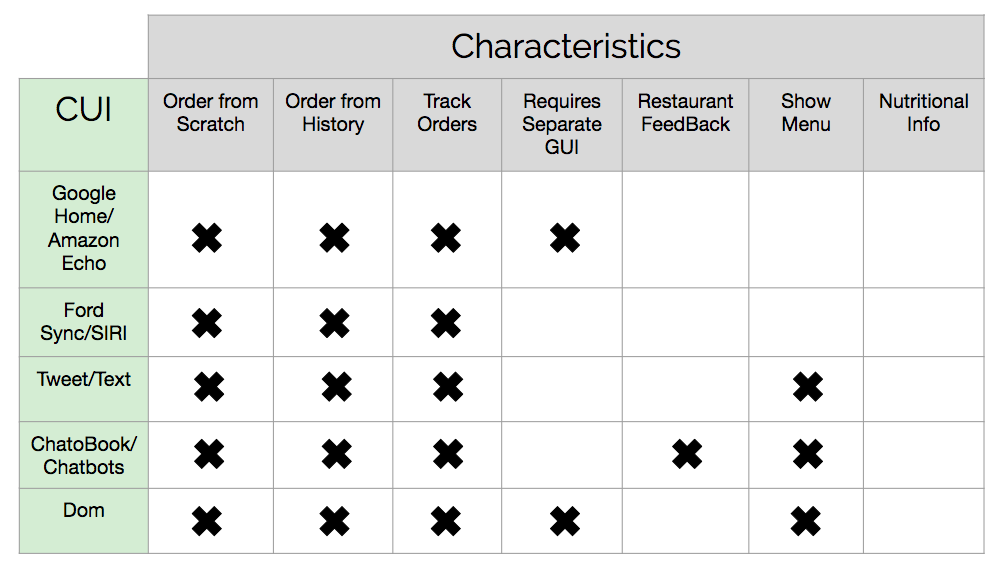 Characteristics
CUI
Order from
Scratch
Order from
History
Track
Orders
Requires
Separate
GUI
Restaurant
FeedBack
Show
Menu
Nutritional
Info
Google
Home/
Amazon
Echo
Ford
Sync/SIRI
Tweet/Text
ChatoBook/
Chatbots
Dom